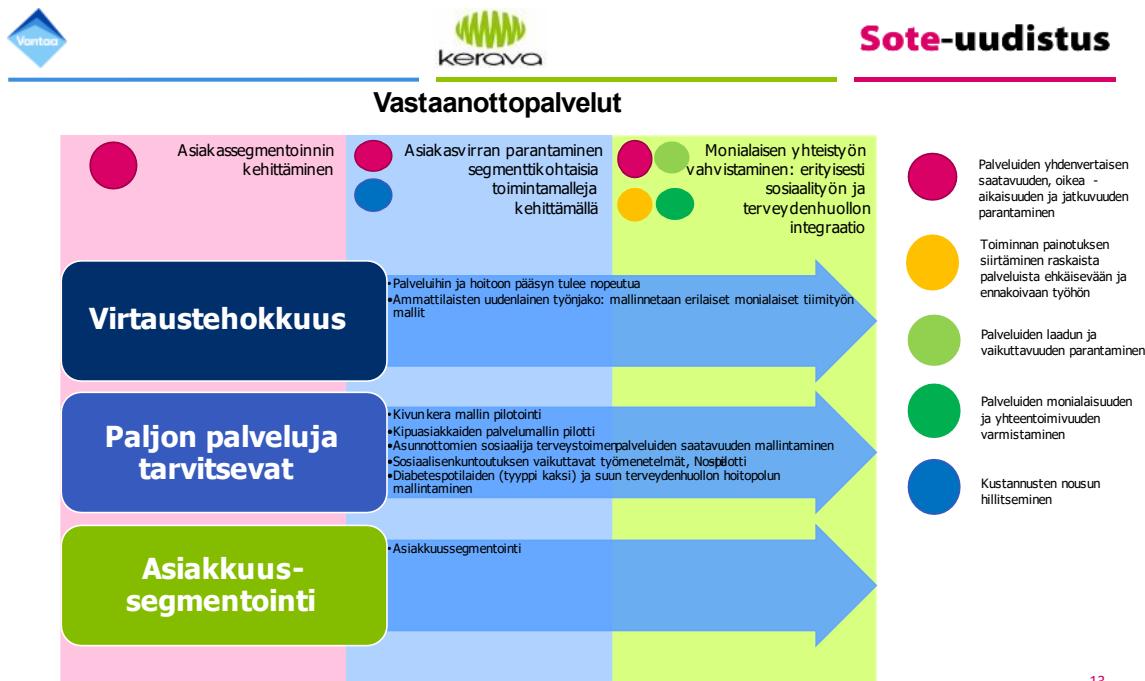 Vantaa
kerava
Sote-uudistus
Vastaanottopalvelut
Asiakassegmentoinnin
kehittäminen
Asiakasvirran parantaminen
segmenttikohtaisia
toimintamalleja
kehittämällä
Monialaisen yhteistyön
vahvistaminen: erityisesti
sosiaalityön ja
terveydenhuollon
integraatio
Virtaustehokkuus
•Palveluihin ja hoitoon pääsyn tulee nopeutua
•Ammattilaisten uudenlainen työnjako: mallinnetaan erilaiset monialaiset tiimityön
mallit
Paljon palveluja
tarvitsevat
•Kivunkera mallin pilotointi
•Kipuasiakkaiden palvelumallin pilotti
•Asunnottomien sosiaali- ja terveystoimen palveluiden saatavuuden mallintaminen
•Sosiaalisenkuntoutuksen vaikuttavat työmenetelmät, pilotti
•Diabetespotilaiden (tyyppi kaksi) ja suun terveydenhuollon hoitopolun
mallintaminen
Asiakkuus-
segmentointi
•Asiakkuussegmentointi
Palveluiden yhdenvertaisen
saatavuuden, oikea -
aikaisuuden ja jatkuvuuden
parantaminen
Toiminnan painotuksen
siirtäminen raskaista
palveluista ehkäisevään ja
ennakoivaan työhön
Palveluiden laadun ja
vaikuttavuuden parantaminen
Palveluiden monialaisuuden
ja yhteentoimivuuden
varmistaminen
Kustannusten nousun
hillitseminen
13